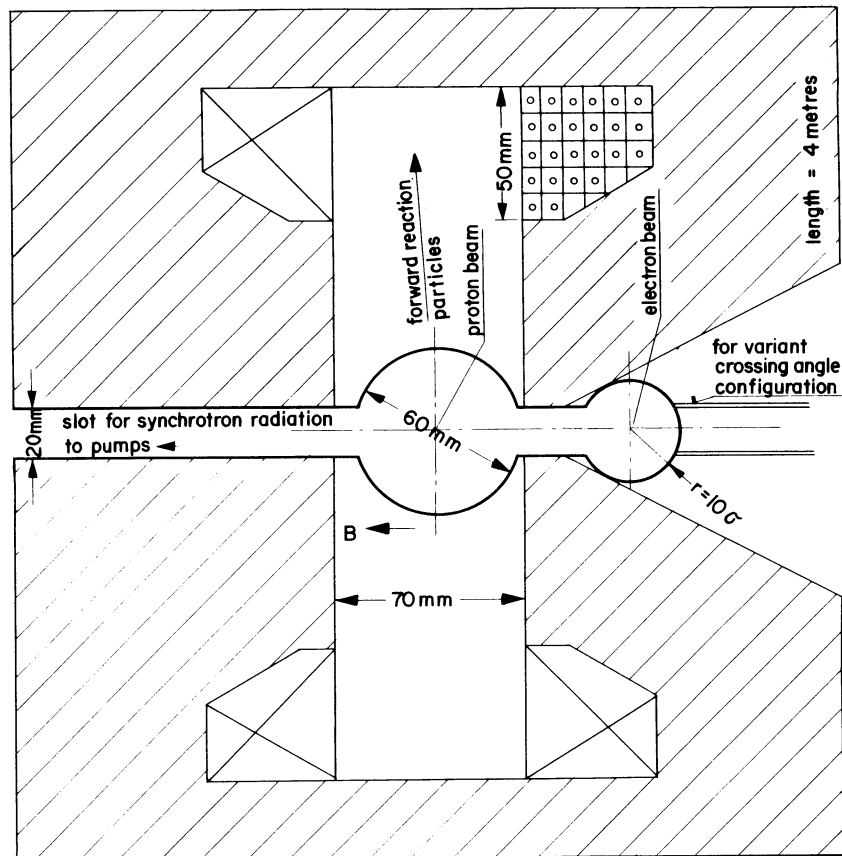 length = 4 metres
50mm
forward reaction
particles
proton beam
electron beam
for variant
crossing angle
configuration
20mm
slot for synchrotron radiation
to pumps
60mm
r=10σ
B
70mm